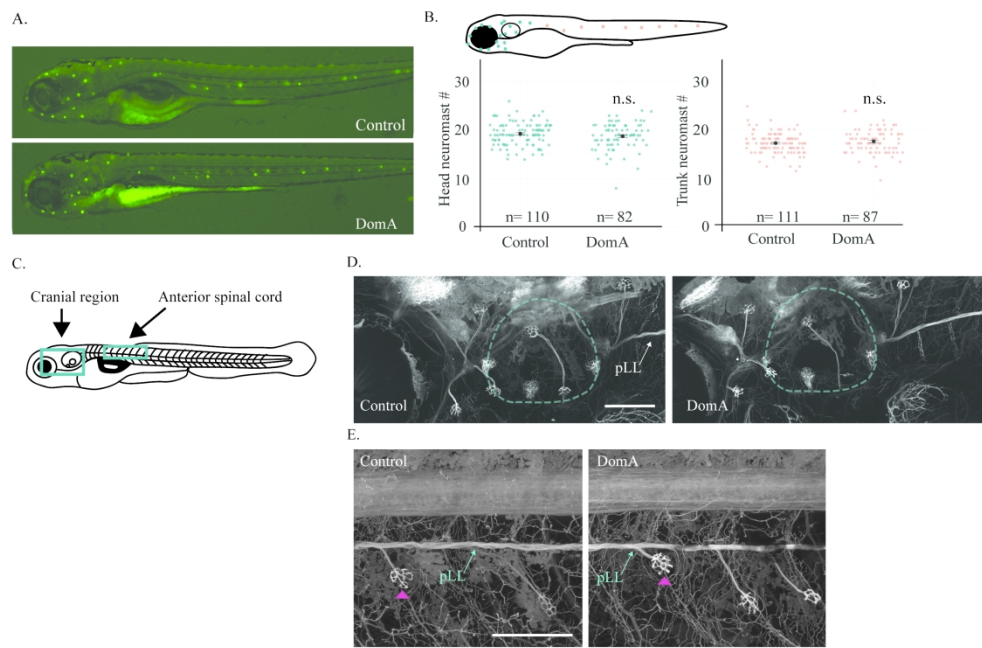 A.
Control
DomA
B.
Head neuromast #
30
20
10
0
n.s.
n= 110
n= 82
Control
DomA
Trunk neuromast #
30
20
10
0
n.s.
n= 111
n= 87
Control
DomA
C.
Cranial region
Anterior spinal cord
D.
Control
pLL
DomA
E.
Control
pLL
DomA
pLL